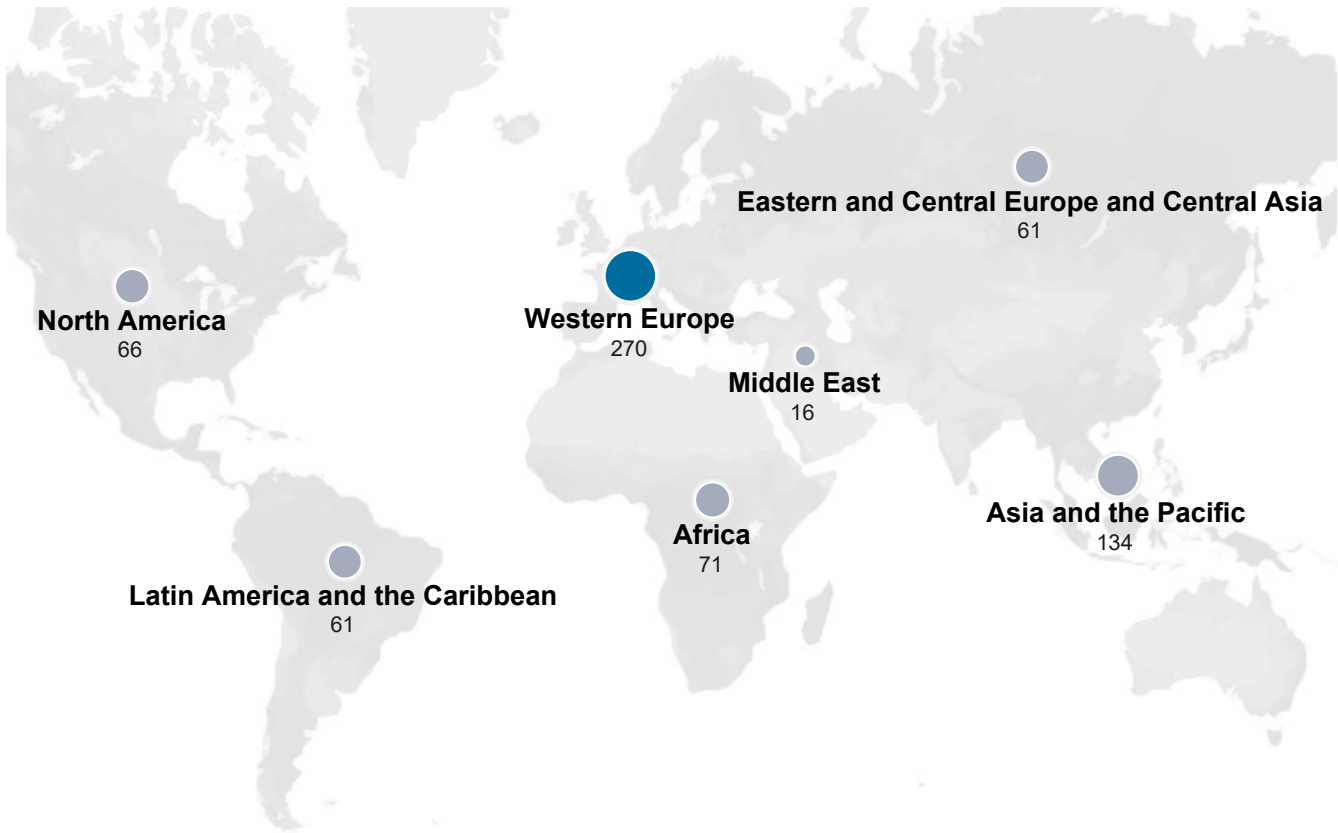 Eastern and Central Europe and Central Asia
61
North America
66
Western Europe
270
Middle East
16
Asia and the Pacific
134
Africa
71
Latin America and the Caribbean
61